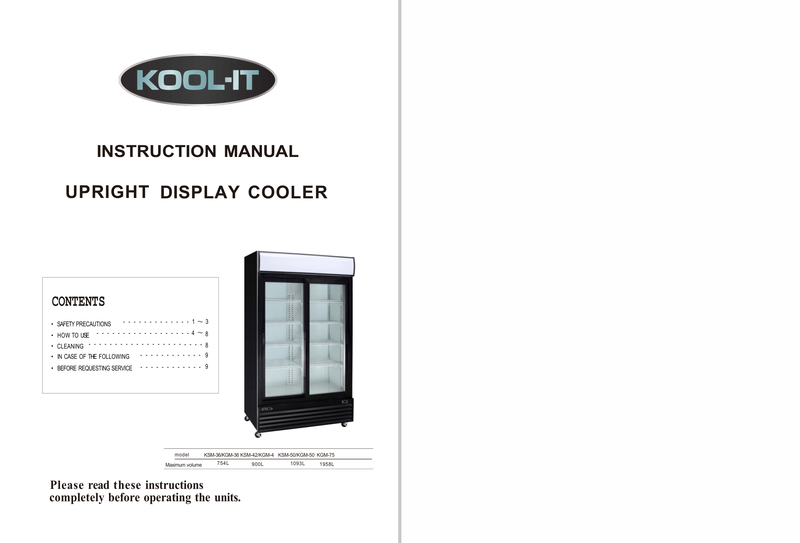 KOOL-IT
INSTRUCTION MANUAL
UPRIGHT DISPLAY COOLER
CONTENTS
• SAFETY PRECAUTIONS ・・・・・・・・・・・・・ 1 ～ 3
• HOW TO USE ・・・・・・・・・・・・・・・・・ 4 ～ 8
• CLEANING ・・・・・・・・・・・・・・・・・・・・ 8
• IN CASE OF THE FOLLOWING ・・・・・・・・・・・ 9
• BEFORE REQUESTING SERVICE ・・・・・・・・・・・ 9
model KSM-36/KGM-36 KSM-42/KGM-4 KSM-50/KGM-50 KGM-75
Maximum volume 754L 900L 1093L 1958L
Please read these instructions
completely before operating the units.